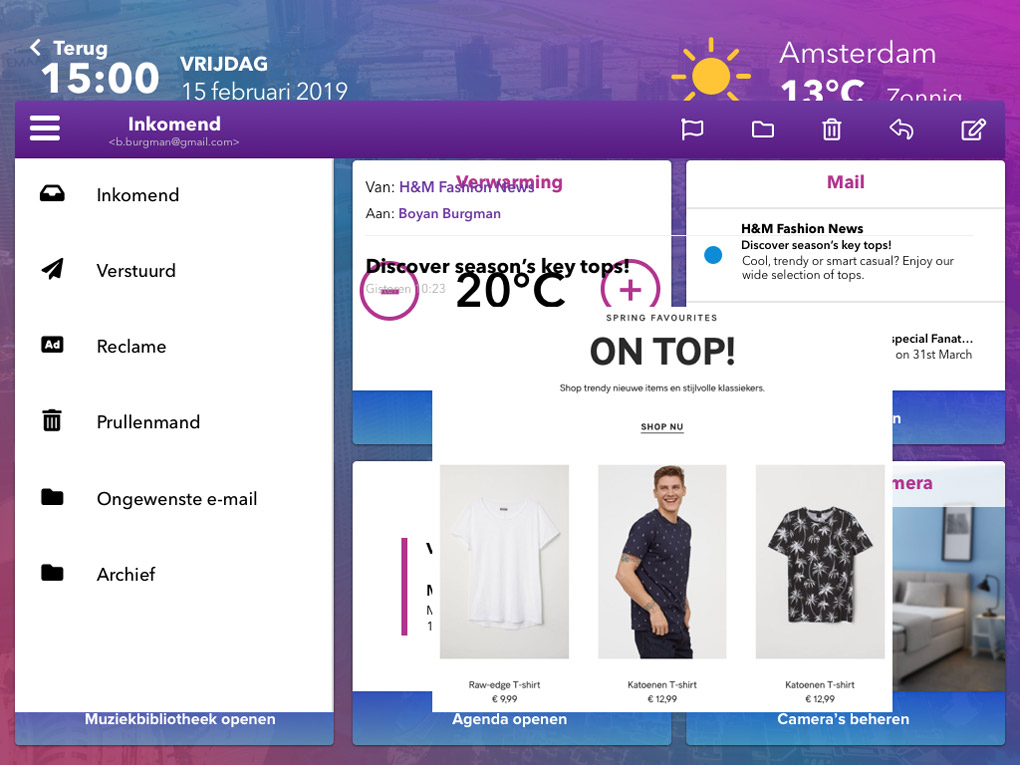 Terug
15:00
VRIJDAG
15 februari 2019
Amsterdam
13°C Zonnig
Inkomend
<b.burgman@gmail.com>
Inkomend
Verstuurd
Ad
Reclame
Prullenmand
Ongewenste e-mail
Archief
Muziekbibliotheek openen
Verwarming
Van: H&M Fashion News
Aan: Boyan Burgman
Discover season's key tops!
Gisteren 10:23
20°C
SPRING FAVOURITES
ON TOP!
Shop trendy nieuwe items en stijlvolle klassiekers.
SHOP NU
Raw-edge T-shirt
€ 9,99
Katoenen T-shirt
€ 12,99
Katoenen T-shirt
€ 12,99
Agenda openen
Mail
H&M Fashion News
Discover season's key tops!
Cool, trendy or smart casual? Enjoy our
wide selection of tops.
special Fanat...
on 31st March
Camera's beheren